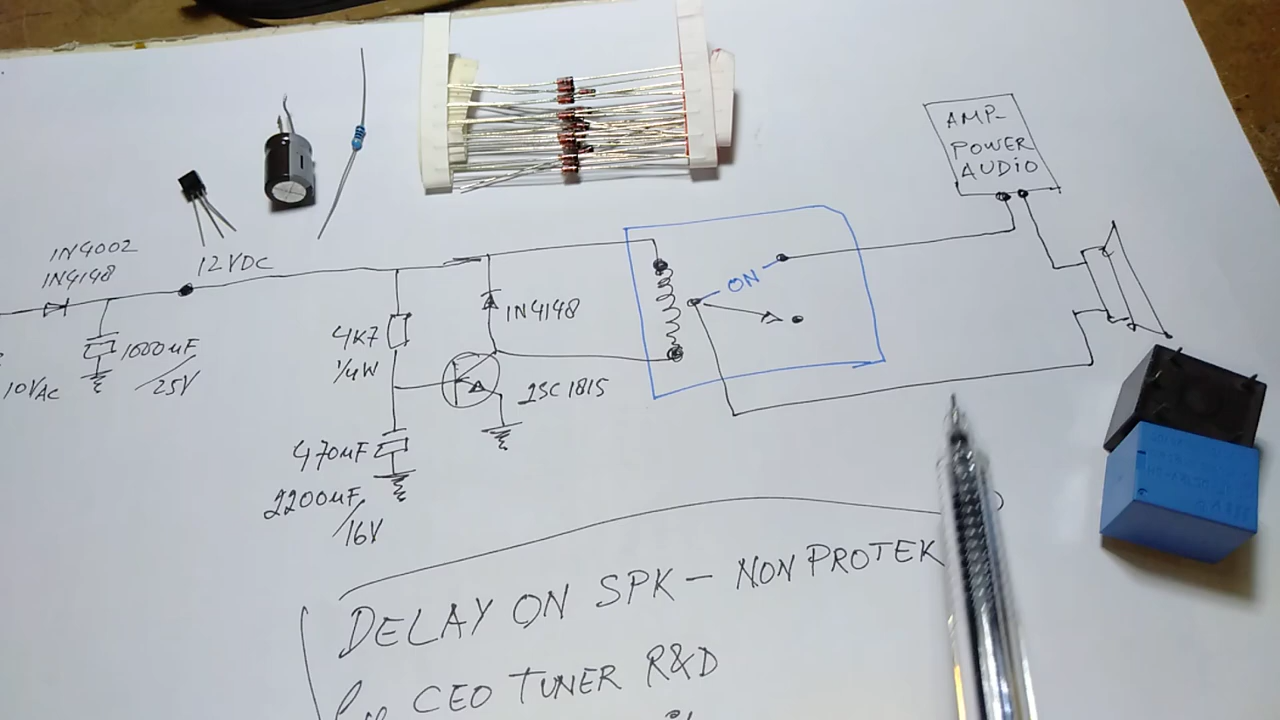 AMP-
POWER
AUDIO
1N4002
1N4148
12VDC
1000uF
/25V
10VAC
4K7
1/4W
1N4148
2SC1815
ON
470uF
2200uF/
16V
DELAY ON SPK - NON PROTEK
CEO TUNER R&D